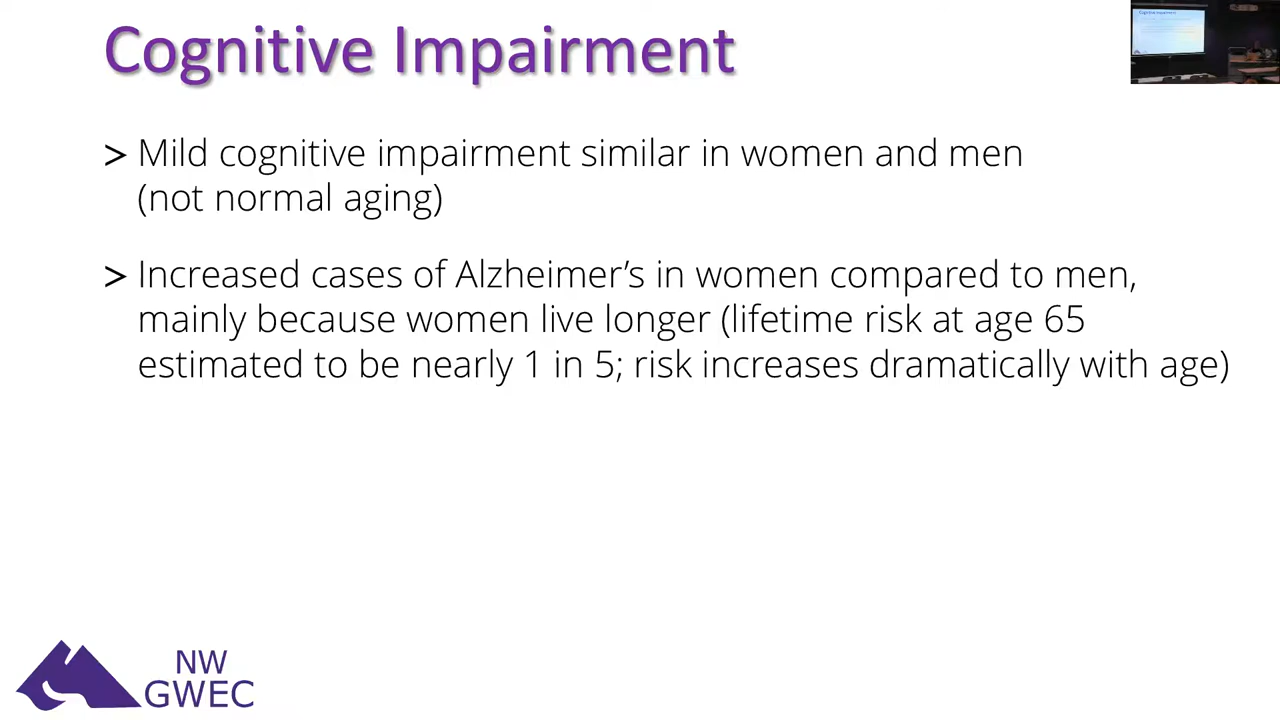 Cognitive Impairment
> Mild cognitive impairment similar in women and men
(not normal aging)
> Increased cases of Alzheimer's in women compared to men,
mainly because women live longer (lifetime risk at age 65
estimated to be nearly 1 in 5; risk increases dramatically with age)
NW
GWEC